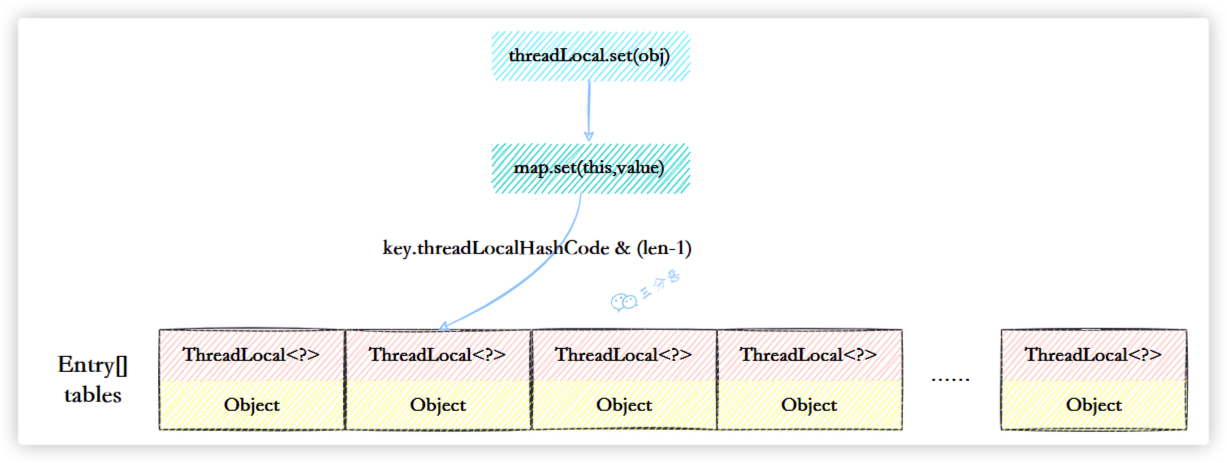 threadLocal.set(obj)
map.set(this,value)
key.threadLocalHashCode & (len-1)
三分恶
Entry[]
tables
ThreadLocal<?> ThreadLocal<?> ThreadLocal<?> ThreadLocal<?> ...... ThreadLocal<?>
Object Object Object Object Object